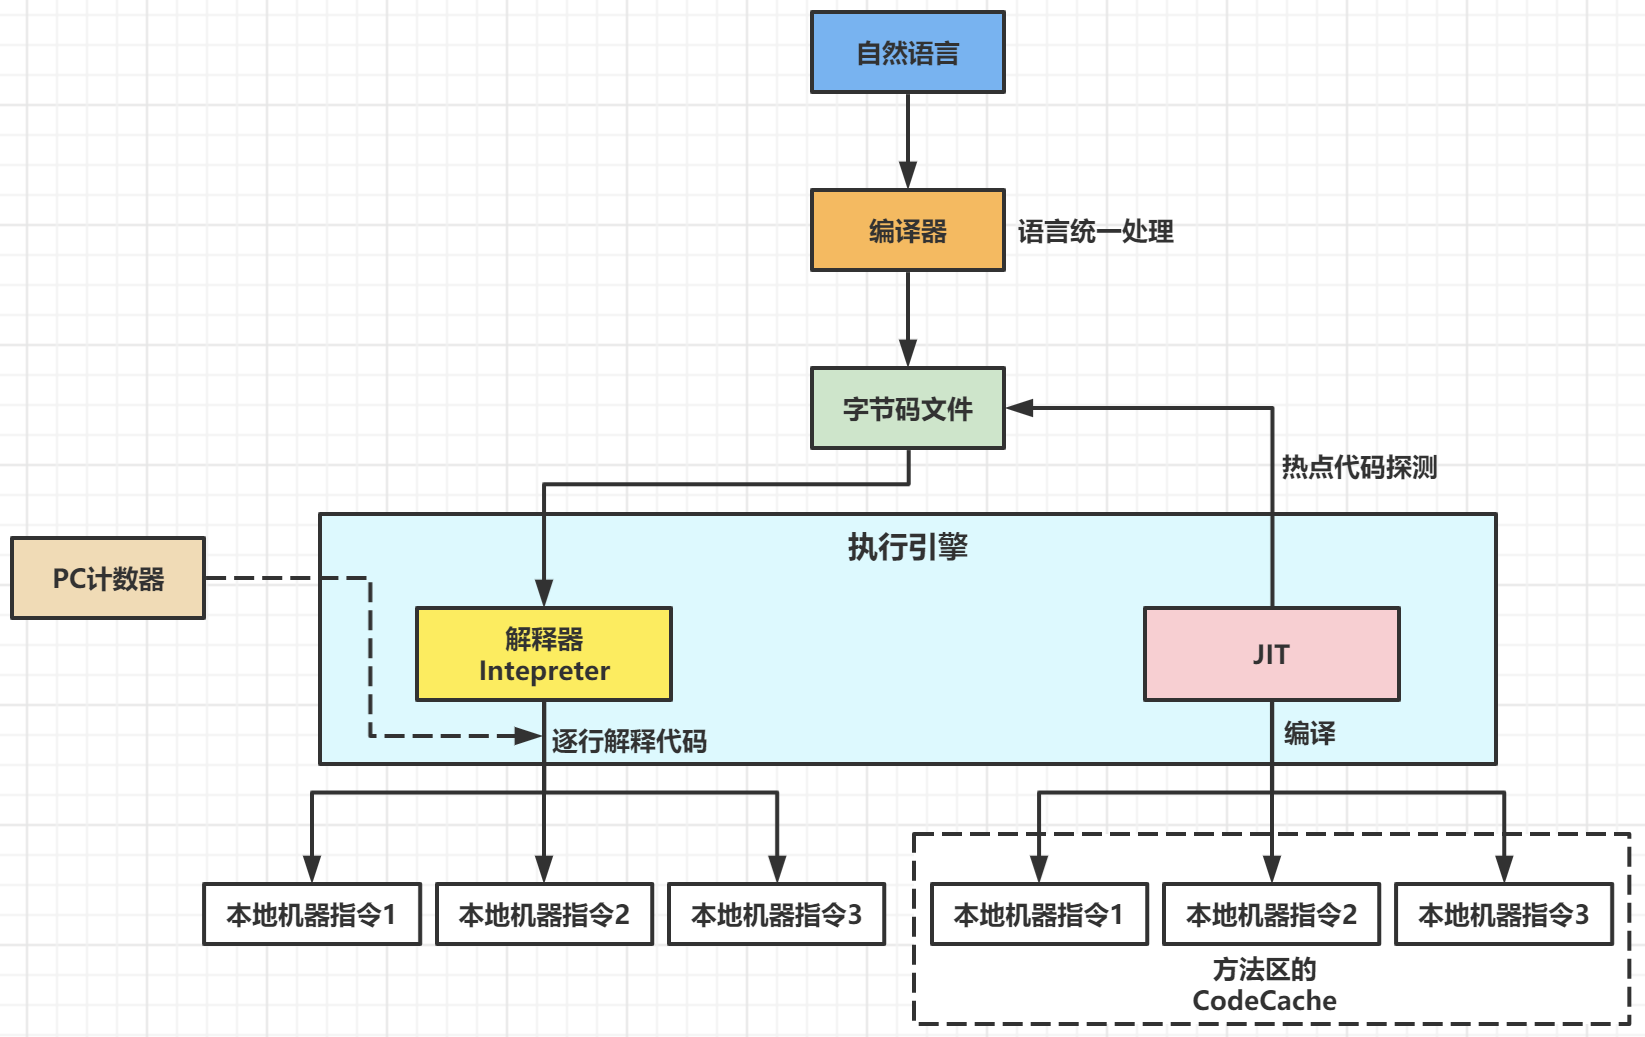 自然语言
编译器
语言统一处理
字节码文件
热点代码探测
执行引擎
PC计数器
解释器
Intepreter
JIT
逐行解释代码
编译
本地机器指令1
本地机器指令2
本地机器指令3
本地机器指令1
本地机器指令2
本地机器指令3
方法区的
CodeCache